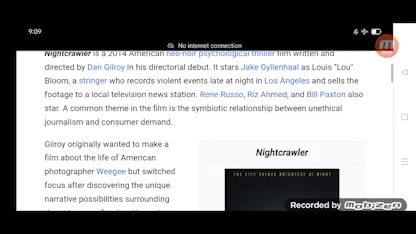 9:09
No internet connection
Nightcrawler is a 2014 American neo-noir psychological thriller film written and
directed by Dan Gilroy in his directorial debut. It stars Jake Gyllenhaal as Louis "Lou"
Bloom, a stringer who records violent events late at night in Los Angeles and sells the
footage to a local television news station. Rene Russo, Riz Ahmed, and Bill Paxton also
star. A common theme in the film is the symbiotic relationship between unethical
journalism and consumer demand.
Gilroy originally wanted to make a
film about the life of American
photographer Weegee but switched
focus after discovering the unique
narrative possibilities surrounding
Nightcrawler
THE CITY SHINES BRIGHTEST AT NIGHT
Recorded by mobizen